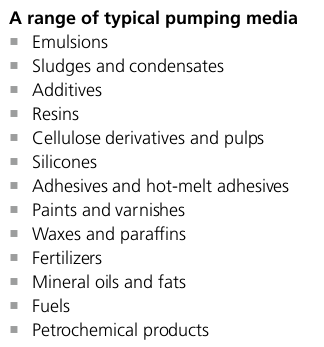 A range of typical pumping media
■ Emulsions
■ Sludges and condensates
■ Additives
■ Resins
■ Cellulose derivatives and pulps
■ Silicones
■ Adhesives and hot-melt adhesives
■ Paints and varnishes
■ Waxes and paraffins
■ Fertilizers
■ Mineral oils and fats
■ Fuels
■ Petrochemical products